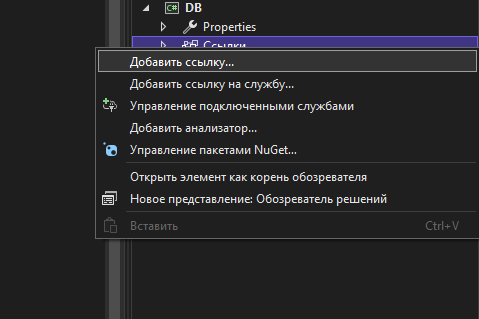 C#
DB
Properties
Ссылки
Добавить ссылку...
Добавить ссылку на службу...
Управление подключенными службами
Добавить анализатор...
Управление пакетами NuGet...
Открыть элемент как корень обозревателя
Новое представление: Обозреватель решений
Вставить Ctrl+V